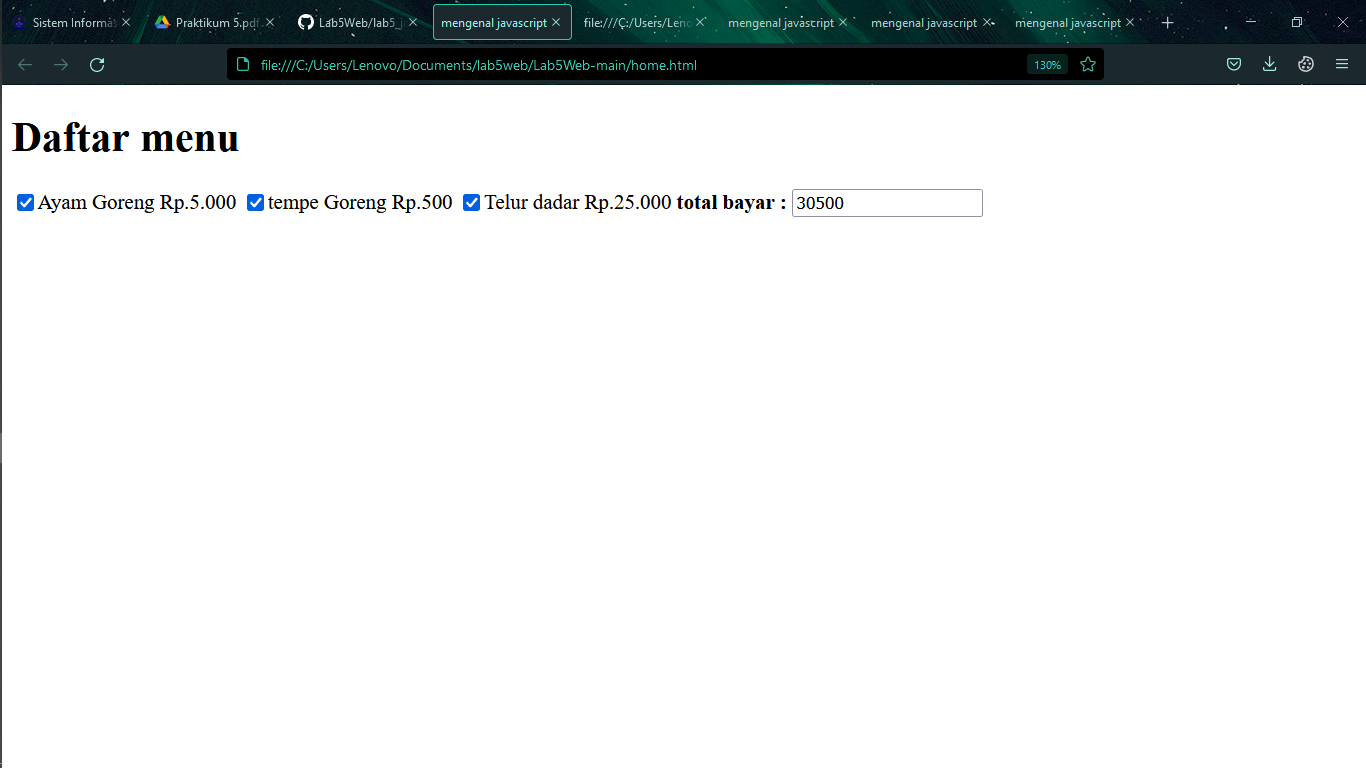 Sistem Informas Praktikum 5.pdf Lab5Web/lab5_j mengenal javascript file:///C:/Users/Leno mengenal javascript mengenal javascript mengenal javascript
file:///C:/Users/Lenovo/Documents/lab5web/Lab5Web-main/home.html 130%
Daftar menu
Ayam Goreng Rp.5.000 tempe Goreng Rp.500 Telur dadar Rp.25.000 total bayar : 30500